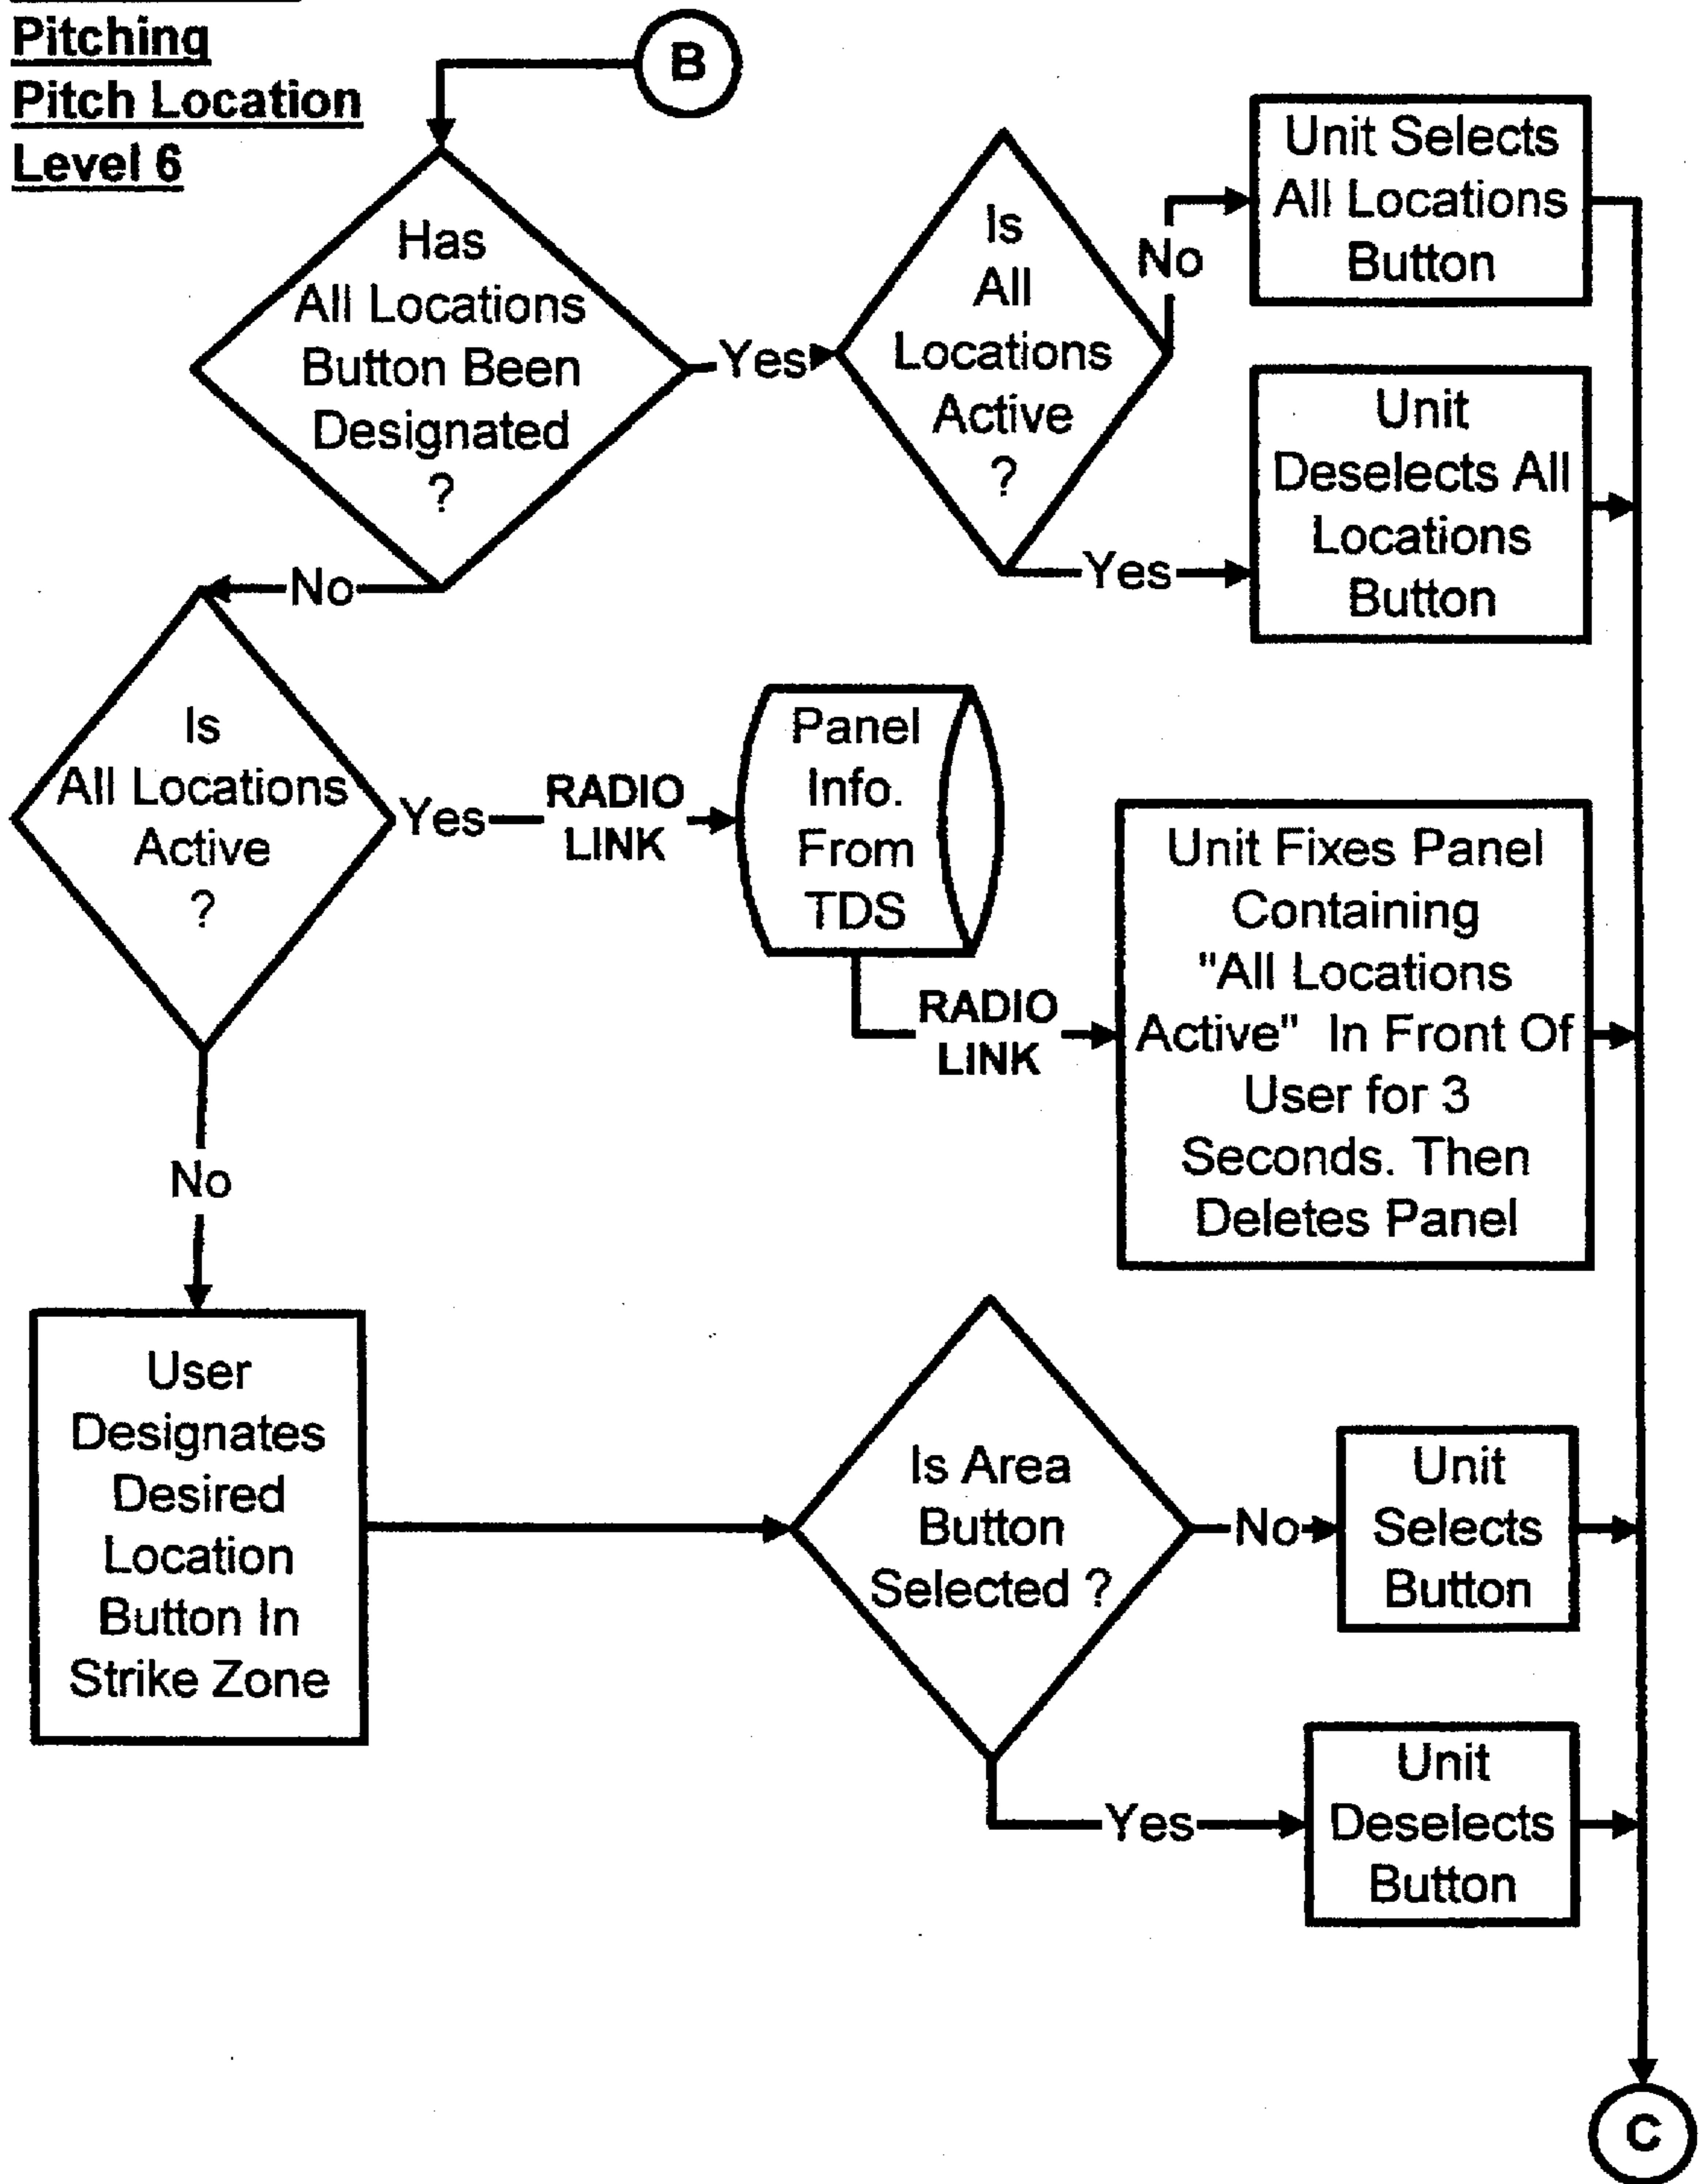 Pitching
Pitch Location
Level 6
B
Has
All Locations
Button Been
Designated
?
Yes
Is
All
Locations
Active
?
No
Unit Selects
All Locations
Button
Yes
Unit
Deselects All
Locations
Button
No
Is
All Locations
Active
?
Yes
RADIO
LINK
Panel
Info.
From
TDS
RADIO
LINK
Unit Fixes Panel
Containing
"All Locations
Active" In Front Of
User for 3
Seconds. Then
Deletes Panel
No
User
Designates
Desired
Location
Button In
Strike Zone
Is Area
Button
Selected ?
No
Unit
Selects
Button
Yes
Unit
Deselects
Button
C